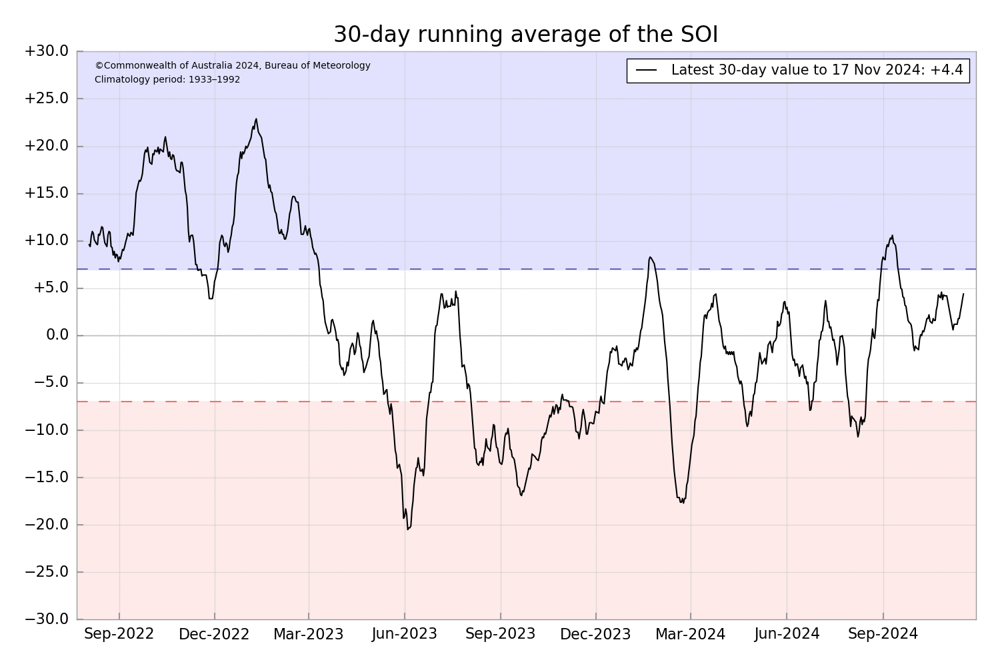 30-day running average of the SOI
©Commonwealth of Australia 2024, Bureau of Meteorology
Climatology period: 1933–1992
Latest 30-day value to 17 Nov 2024: +4.4
+30.0
+25.0
+20.0
+15.0
+10.0
+5.0
0.0
−5.0
−10.0
−15.0
−20.0
−25.0
−30.0
Sep-2022 Dec-2022 Mar-2023 Jun-2023 Sep-2023 Dec-2023 Mar-2024 Jun-2024 Sep-2024